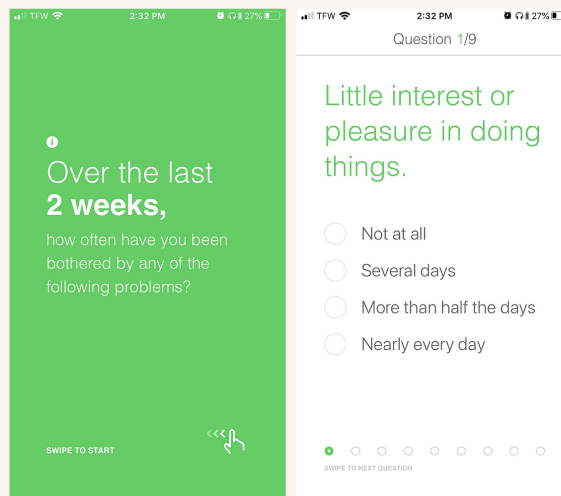 TFW 2:32 PM 27%
i
Over the last
2 weeks,
how often have you been
bothered by any of the
following problems?
SWIPE TO START
TFW 2:32 PM 27%
Question 1/9
Little interest or
pleasure in doing
things.
Not at all
Several days
More than half the days
Nearly every day
SWIPE TO NEXT QUESTION